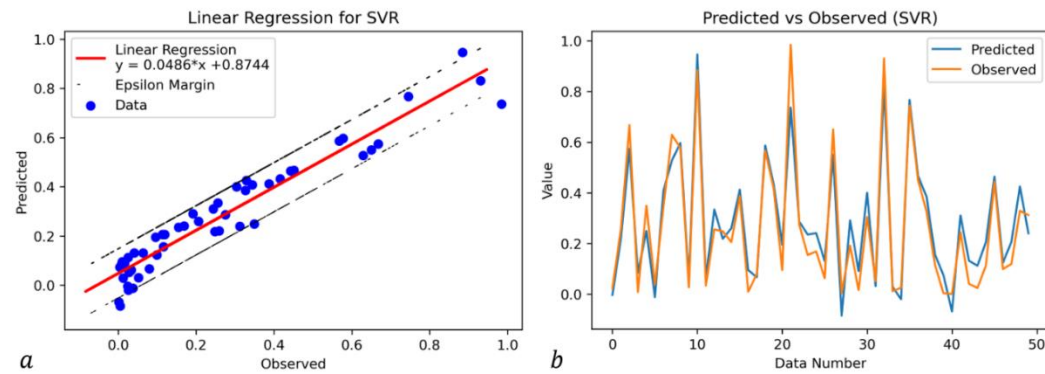 Linear Regression for SVR
Linear Regression
y = 0.0486*x +0.8744
Epsilon Margin
Data
Predicted
1.0
0.8
0.6
0.4
0.2
0.0
0.0 0.2 0.4 0.6 0.8 1.0
Observed
a
Predicted vs Observed (SVR)
Predicted
Observed
Value
1.0
0.8
0.6
0.4
0.2
0.0
0 10 20 30 40 50
Data Number
b